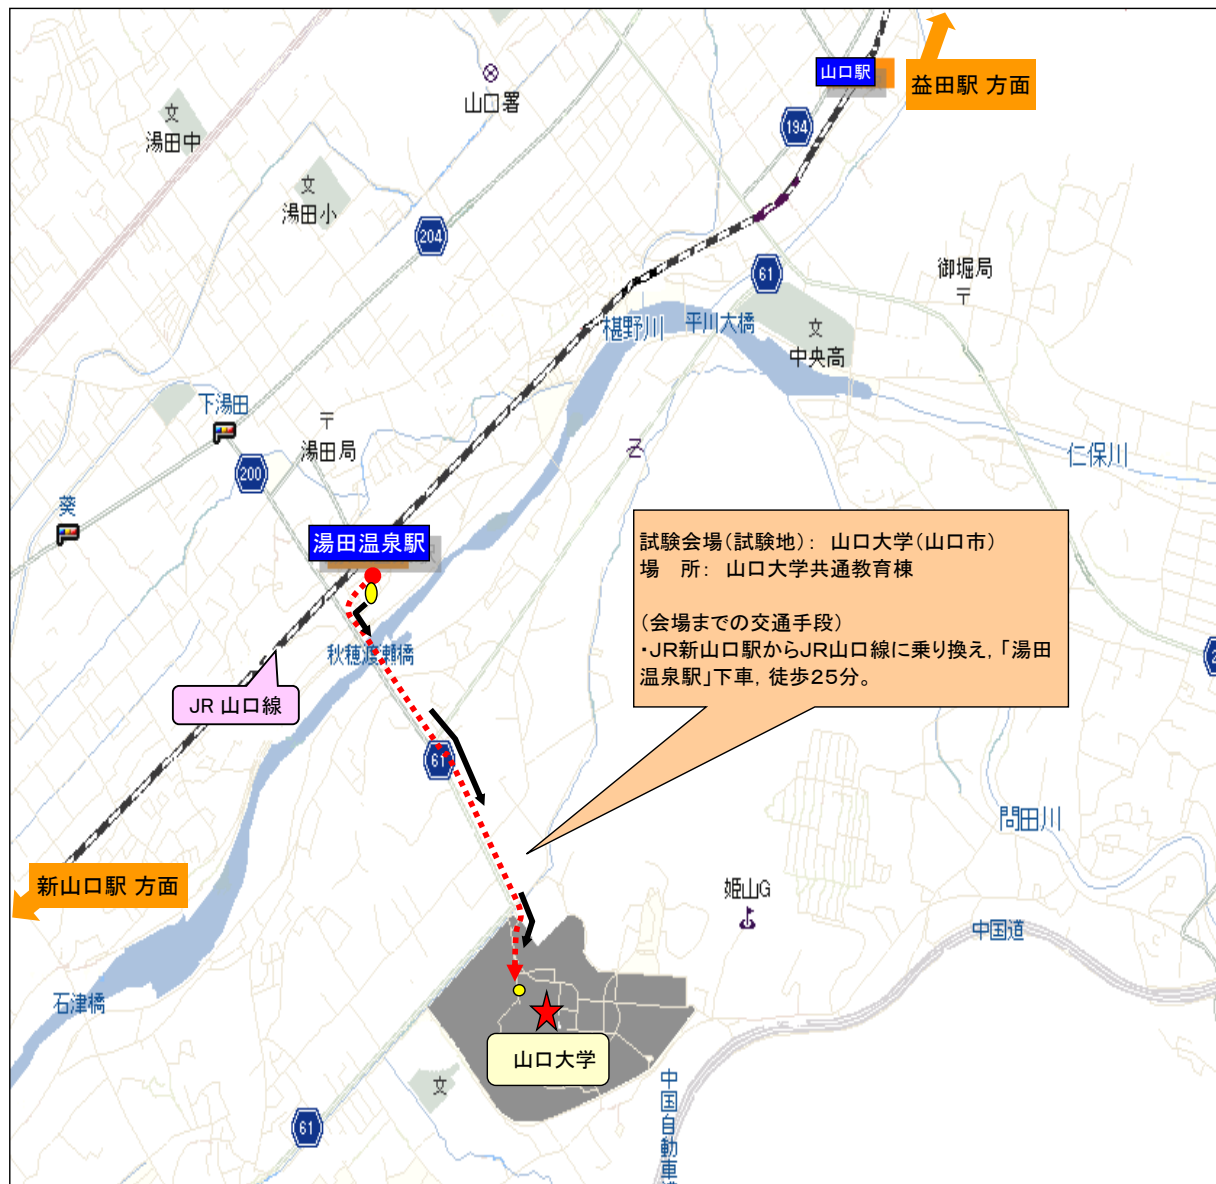 山口駅
益田駅 方面
山口署
文
湯田中
194
文
湯田小
204
61
御堀局
〒
椹野川
平川大橋
文
中央高
下湯田
〒
湯田局
200
仁保川
葵
湯田温泉駅
試験会場(試験地): 山口大学(山口市)
場 所: 山口大学共通教育棟
(会場までの交通手段)
・JR新山口駅からJR山口線に乗り換え,「湯田
温泉駅」下車, 徒歩25分。
秋穂渡瀬橋
JR 山口線
61
問田川
新山口駅 方面
姫山G
中国道
石津橋
山口大学
文
61
中国自動車